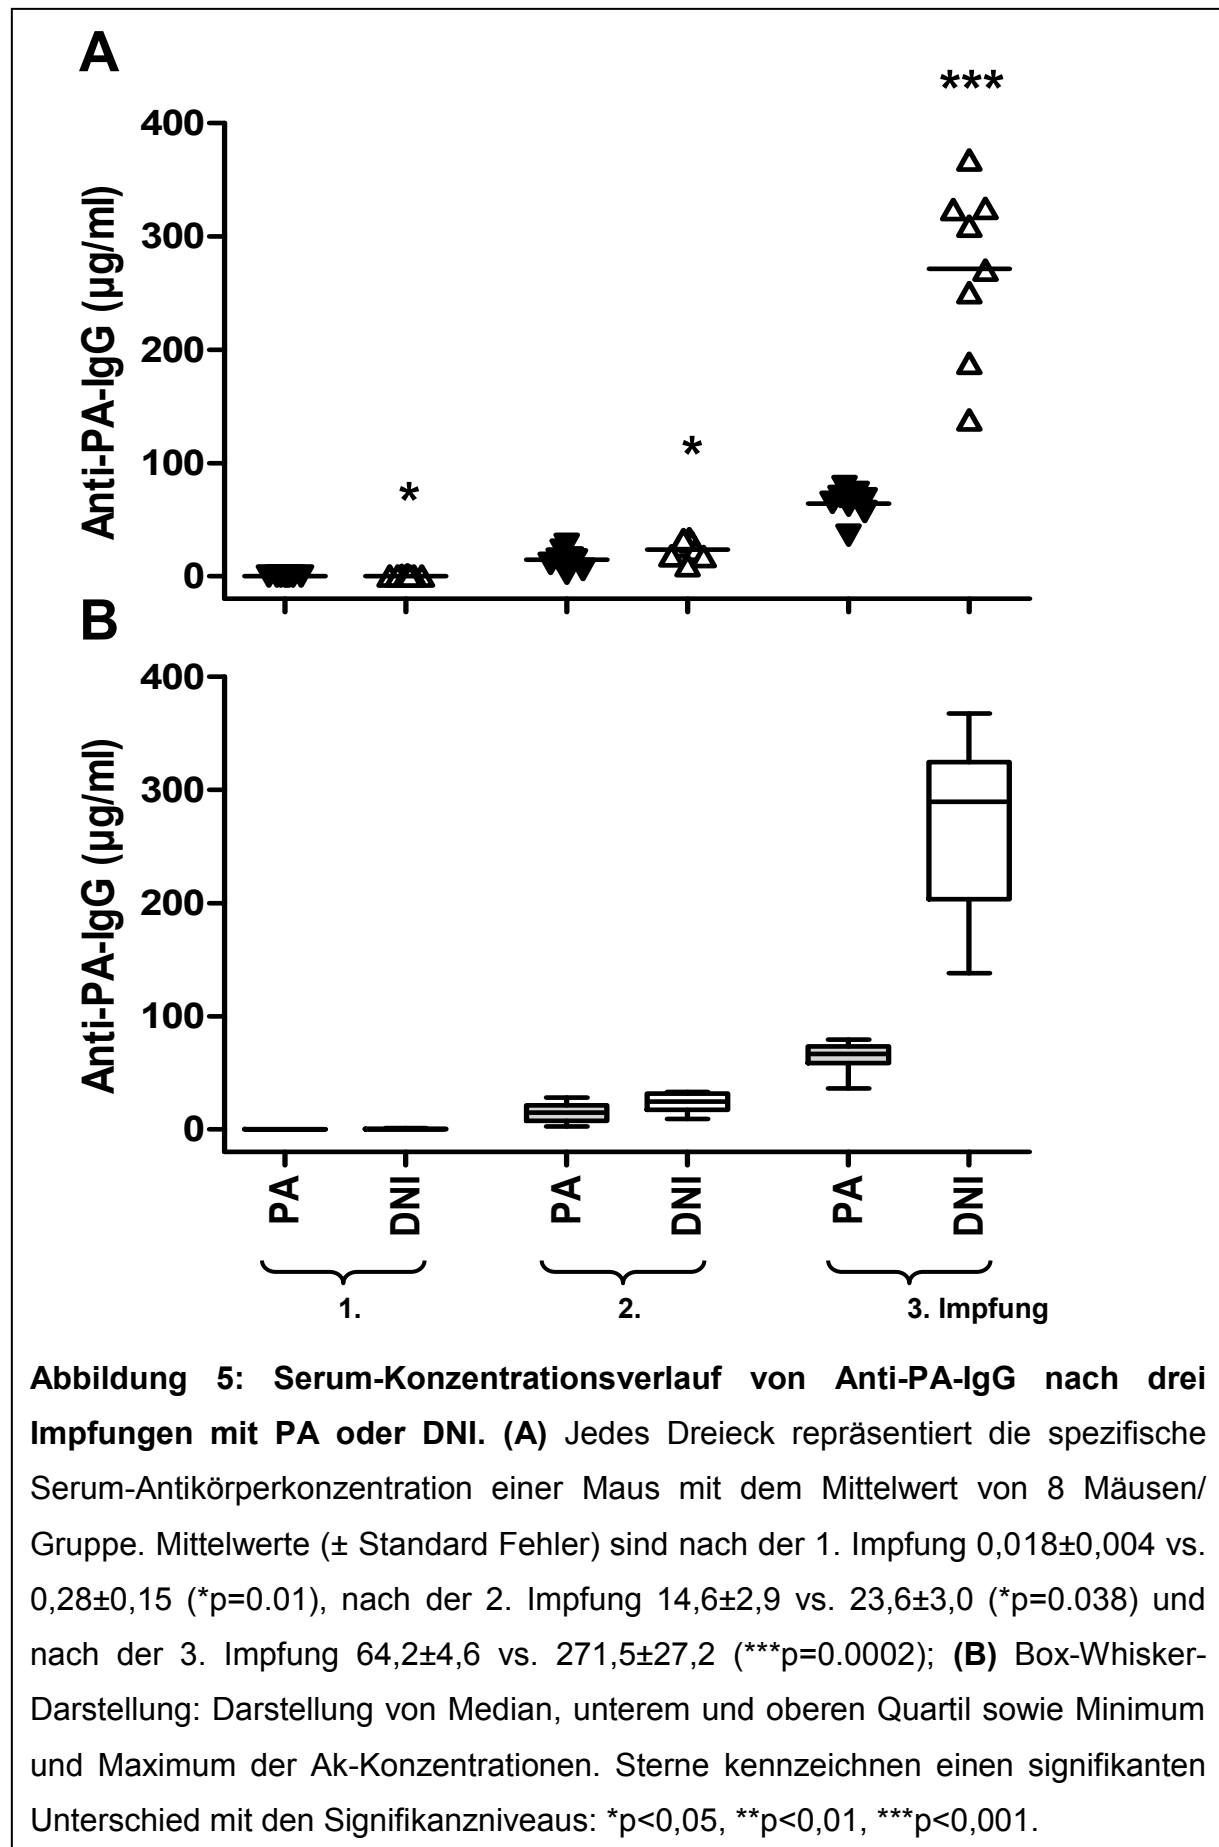 A
***
400
300
200
100
0
Anti-PA-IgG (µg/ml)
*
*
B
400
300
200
100
0
Anti-PA-IgG (µg/ml)
PA
DNI
PA
DNI
PA
DNI
1.
2.
3. Impfung
Abbildung 5: Serum-Konzentrationsverlauf von Anti-PA-IgG nach drei
Impfungen mit PA oder DNI. (A) Jedes Dreieck repräsentiert die spezifische
Serum-Antikörperkonzentration einer Maus mit dem Mittelwert von 8 Mäusen/
Gruppe. Mittelwerte (± Standard Fehler) sind nach der 1. Impfung 0,018±0,004 vs.
0,28±0,15 (*p=0.01), nach der 2. Impfung 14,6±2,9 vs. 23,6±3,0 (*p=0.038) und
nach der 3. Impfung 64,2±4,6 vs. 271,5±27,2 (***p=0.0002); (B) Box-Whisker-
Darstellung: Darstellung von Median, unterem und oberen Quartil sowie Minimum
und Maximum der Ak-Konzentrationen. Sterne kennzeichnen einen signifikanten
Unterschied mit den Signifikanzniveaus: *p<0,05, **p<0,01, ***p<0,001.